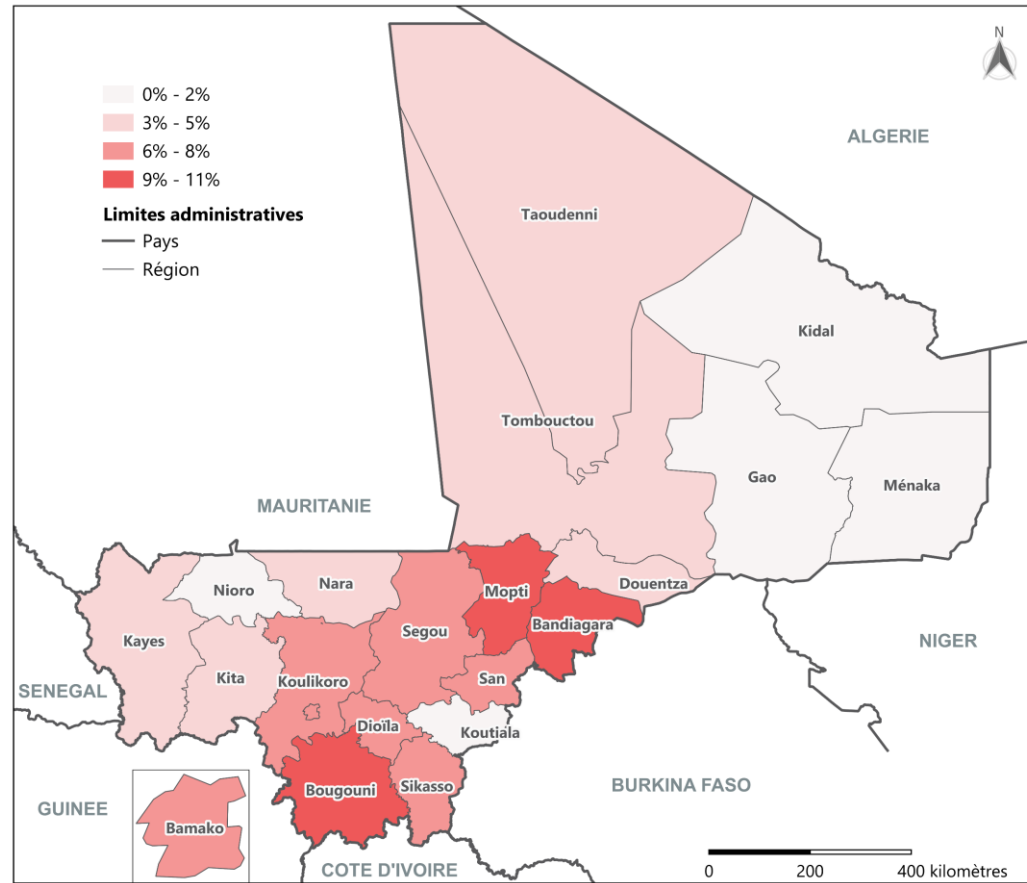 N
0% - 2%
3% - 5%
6% - 8%
9% - 11%
Limites administratives
Pays
Région
ALGERIE
Taoudenni
Kidal
Tombouctou
Gao
Ménaka
MAURITANIE
Nioro
Nara
Mopti
Douentza
Kayes
Segou
Bandiagara
NIGER
Kita
Koulikoro
San
SENEGAL
Dioïla
Koutiala
Bougouni
Sikasso
BURKINA FASO
GUINEE
Bamako
COTE D'IVOIRE
0
200
400 kilomètres